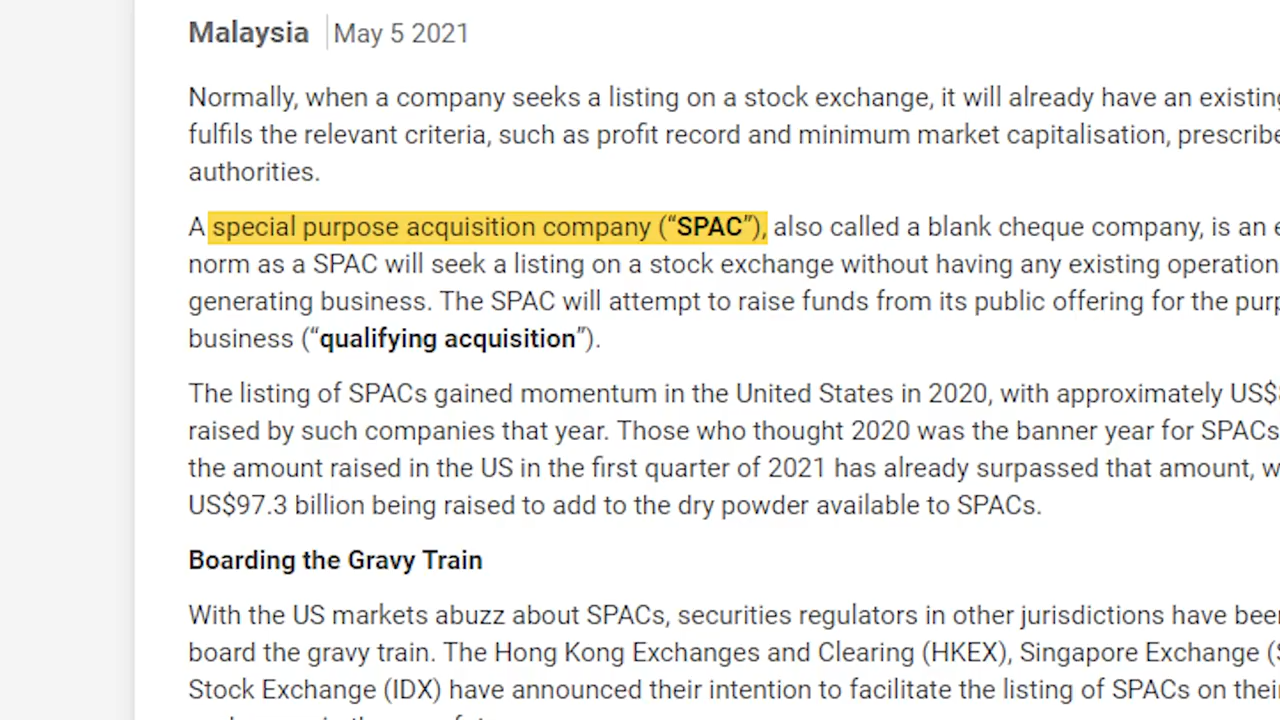 Malaysia May 5 2021
Normally, when a company seeks a listing on a stock exchange, it will already have an existing
fulfils the relevant criteria, such as profit record and minimum market capitalisation,
authorities.
A special purpose acquisition company (“SPAC”), also called a blank cheque company, is an
norm as a SPAC will seek a listing on a stock exchange without having any existing operation
generating business. The SPAC will attempt to raise funds from its public offering for the
business (“qualifying acquisition”).
The listing of SPACs gained momentum in the United States in 2020, with approximately
raised by such companies that year. Those who thought 2020 was the banner year for SPACs
the amount raised in the US in the first quarter of 2021 has already surpassed that amount,
US$97.3 billion being raised to add to the dry powder available to SPACs.
Boarding the Gravy Train
With the US markets abuzz about SPACs, securities regulators in other jurisdictions have been
board the gravy train. The Hong Kong Exchanges and Clearing (HKEX), Singapore Exchange
Stock Exchange (IDX) have announced their intention to facilitate the listing of SPACs on their